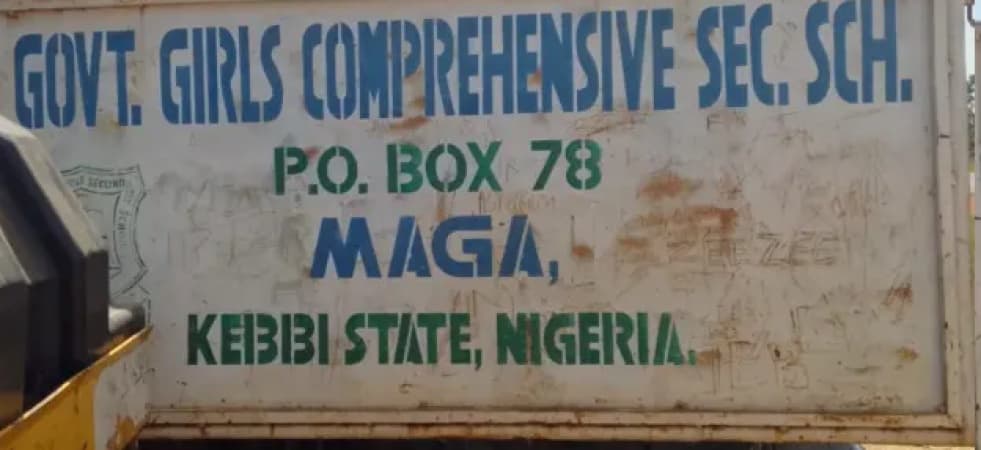 GOVT. GIRLS COMPREHENSIVE SEC. SCH.
P.O. BOX 78
MAGA,
KEBBI STATE, NIGERIA.